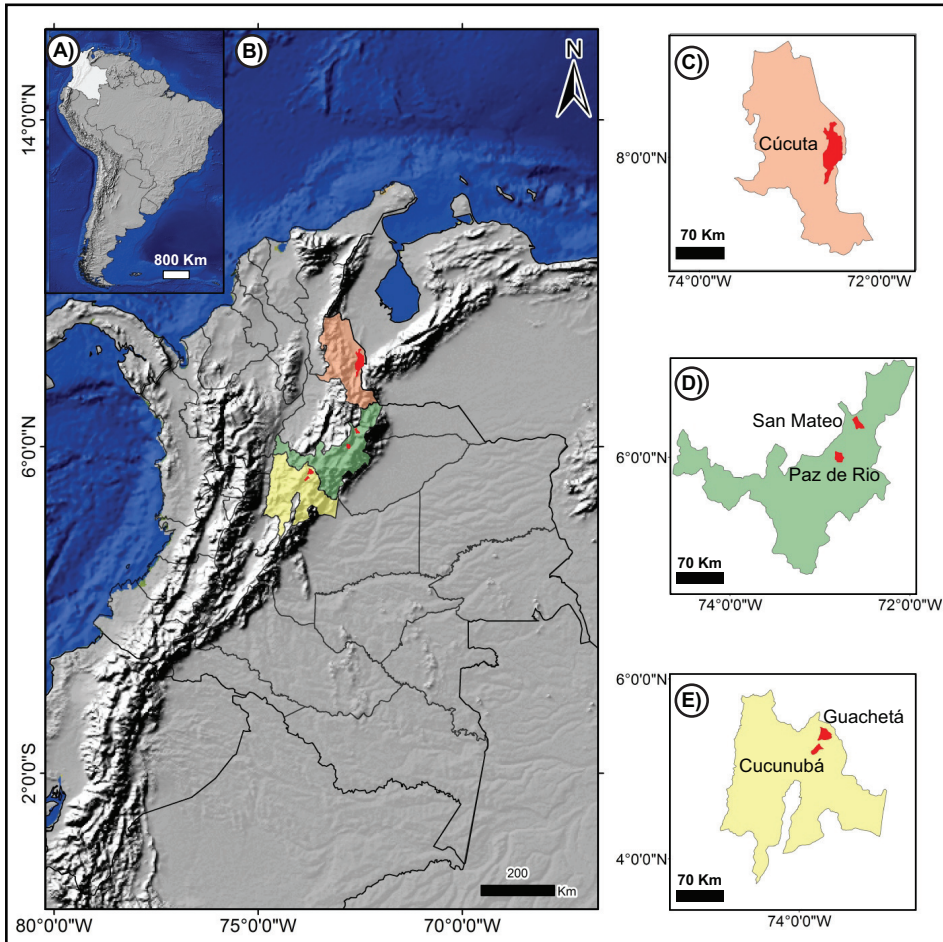 A)
800 Km
B)
N
14°0'0"N
6°0'0"N
2°0'0"S
80°0'0"W
75°0'0"W
70°0'0"W
200
Km
C)
Cúcuta
8°0'0"N
70 Km
74°0'0"W
72°0'0"W
D)
San Mateo
Paz de Rio
6°0'0"N
70 Km
74°0'0"W
72°0'0"W
E)
6°0'0"N
Guachetá
Cucunubá
4°0'0"N
70 Km
74°0'0"W